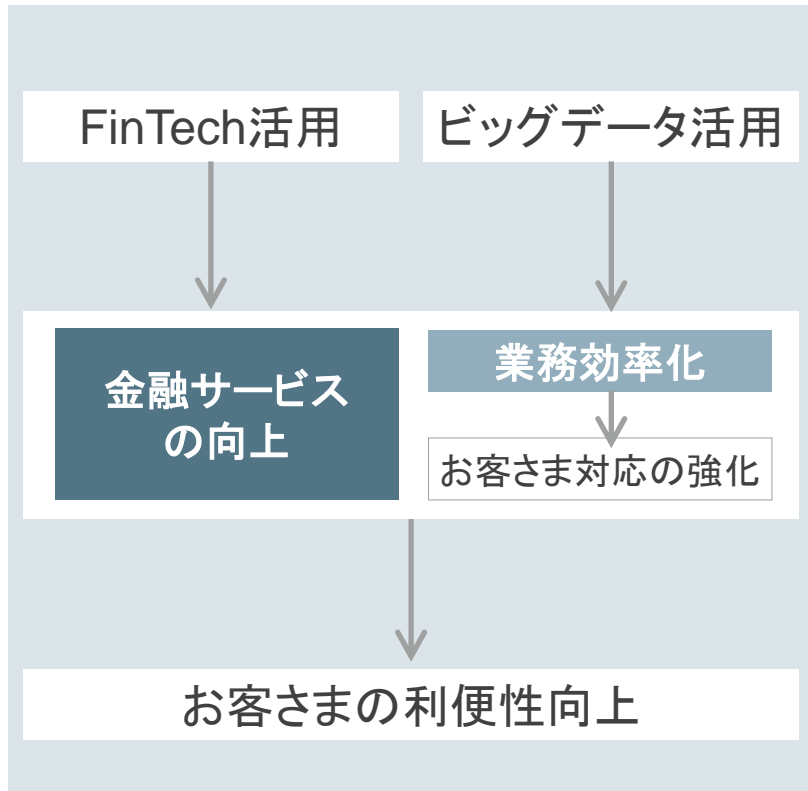 FinTech活用
ビッグデータ活用
金融サービス
の向上
業務効率化
お客さま対応の強化
お客さまの利便性向上